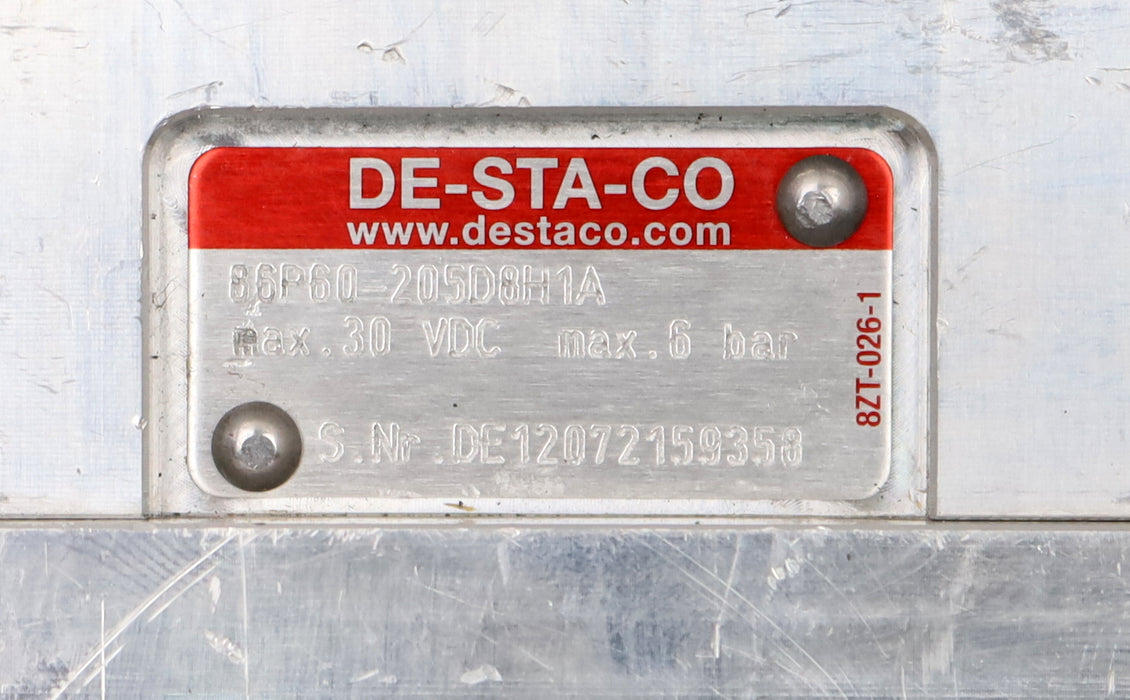 DE-STA-CO
www.destaco.com
86P60-205D8H1A
max.30 VDC max.6 bar
8ZT-026-1
S.Nr.DE12072159358